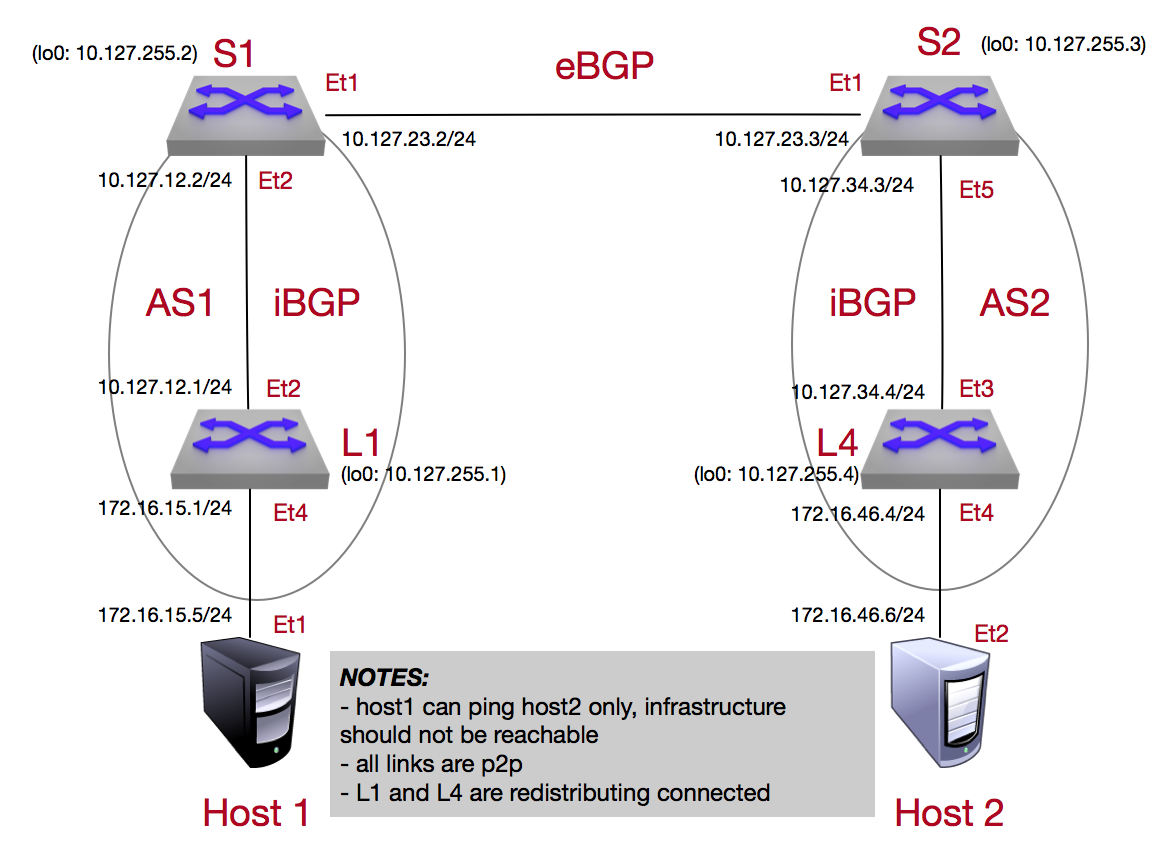 (lo0: 10.127.255.2)
S1
S2
(lo0: 10.127.255.3)
eBGP
Et1
Et1
10.127.23.2/24
10.127.23.3/24
10.127.12.2/24
Et2
10.127.34.3/24
Et5
AS1
iBGP
iBGP
AS2
10.127.12.1/24
Et2
10.127.34.4/24
Et3
L1
L4
(lo0: 10.127.255.1)
(lo0: 10.127.255.4)
172.16.15.1/24
Et4
172.16.46.4/24
Et4
172.16.15.5/24
Et1
172.16.46.6/24
Et2
NOTES:
- host1 can ping host2 only, infrastructure
should not be reachable
- all links are p2p
- L1 and L4 are redistributing connected
Host 1
Host 2